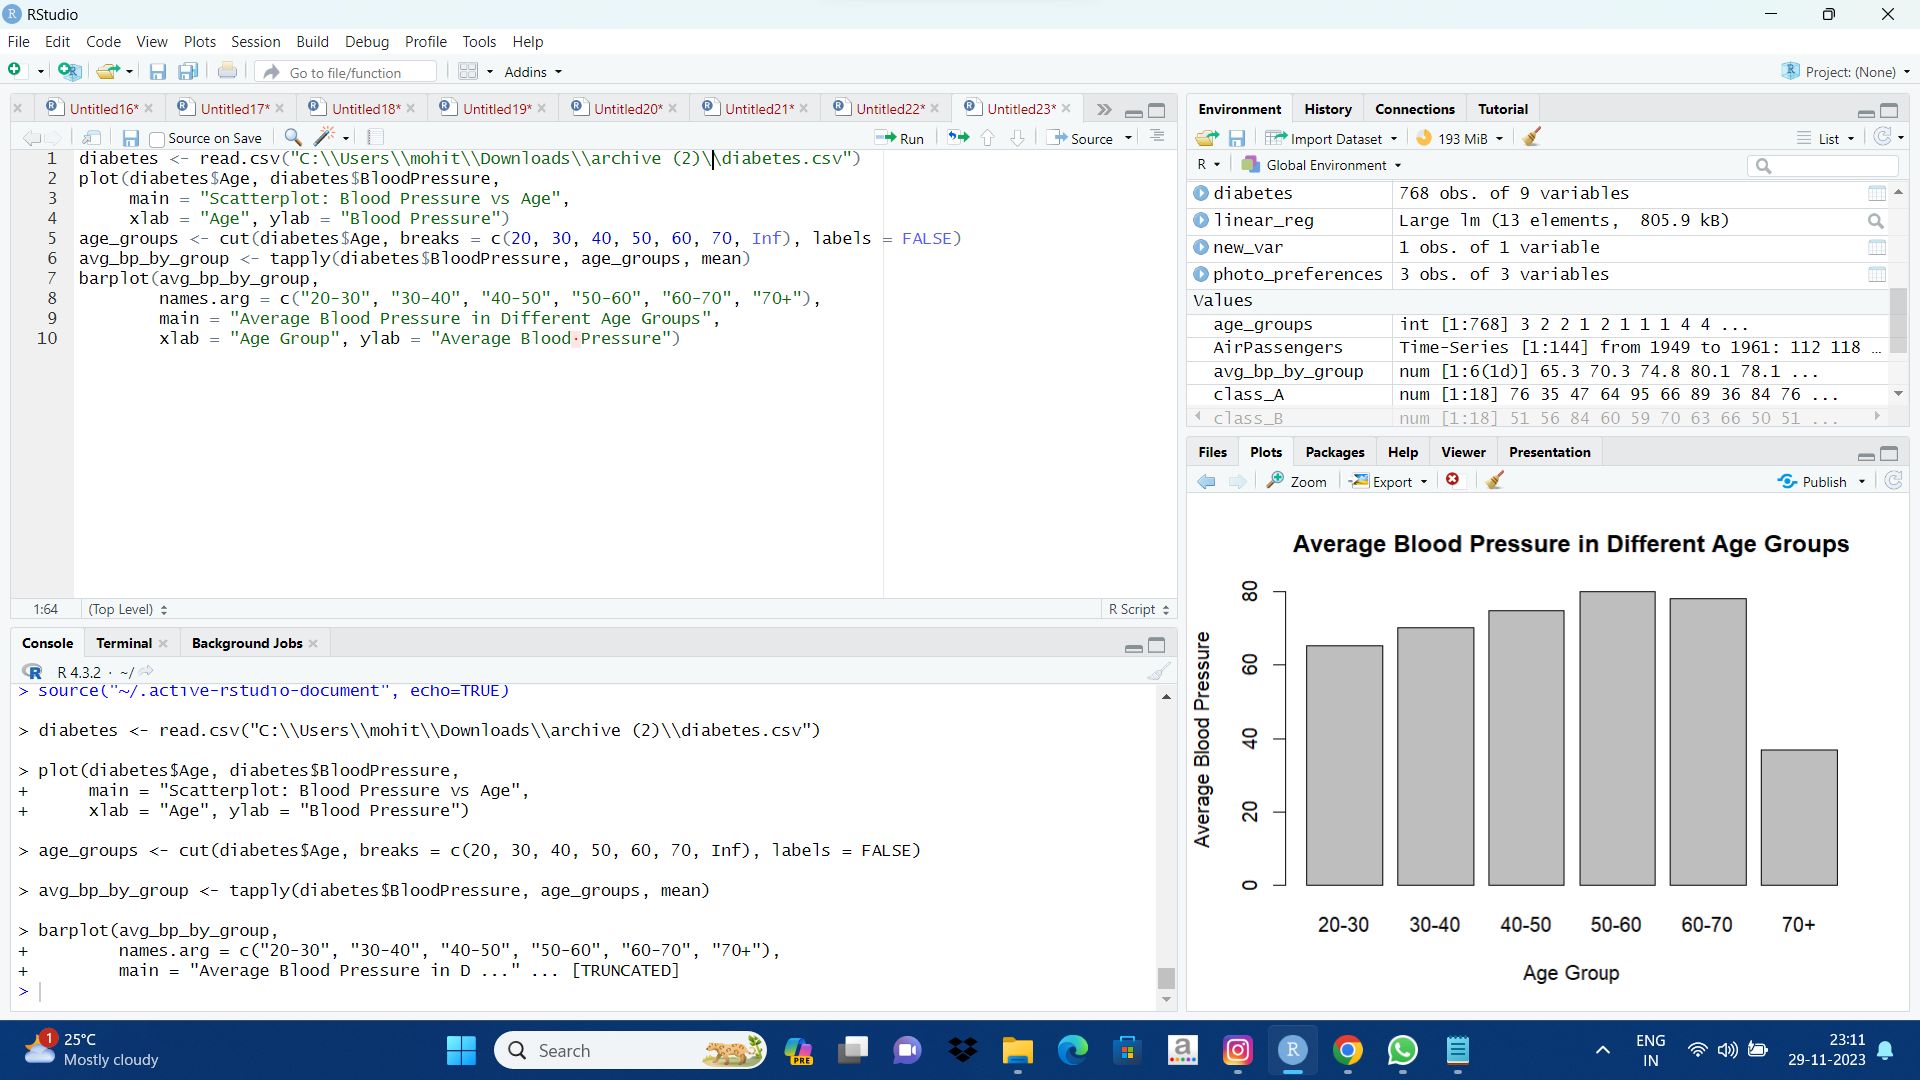 RStudio
File Edit Code View Plots Session Build Debug Profile Tools Help
Go to file/function Addins Project: (None)
Untitled16* Untitled17* Untitled18* Untitled19* Untitled20* Untitled21* Untitled22* Untitled23*
Source on Save Run Source
1 diabetes <- read.csv("C:\\Users\\mohit\\Downloads\\archive (2)\\diabetes.csv")
2 plot(diabetes$Age, diabetes$BloodPressure,
3 main = "Scatterplot: Blood Pressure vs Age",
4 xlab = "Age", ylab = "Blood Pressure")
5 age_groups <- cut(diabetes$Age, breaks = c(20, 30, 40, 50, 60, 70, Inf), labels = FALSE)
6 avg_bp_by_group <- tapply(diabetes$BloodPressure, age_groups, mean)
7 barplot(avg_bp_by_group,
8 names.arg = c("20-30", "30-40", "40-50", "50-60", "60-70", "70+"),
9 main = "Average Blood Pressure in Different Age Groups",
10 xlab = "Age Group", ylab = "Average Blood Pressure")
1:64 (Top Level) R Script
Console Terminal Background Jobs
R 4.3.2 · ~/
> source("~/.active-rstudio-document", echo=TRUE)
> diabetes <- read.csv("C:\\Users\\mohit\\Downloads\\archive (2)\\diabetes.csv")
> plot(diabetes$Age, diabetes$BloodPressure,
+ main = "Scatterplot: Blood Pressure vs Age",
+ xlab = "Age", ylab = "Blood Pressure")
> age_groups <- cut(diabetes$Age, breaks = c(20, 30, 40, 50, 60, 70, Inf), labels = FALSE)
> avg_bp_by_group <- tapply(diabetes$BloodPressure, age_groups, mean)
> barplot(avg_bp_by_group,
+ names.arg = c("20-30", "30-40", "40-50", "50-60", "60-70", "70+"),
+ main = "Average Blood Pressure in D ..." ... [TRUNCATED]
>
Environment History Connections Tutorial
Import Dataset 193 MiB List
R Global Environment
diabetes 768 obs. of 9 variables
linear_reg Large lm (13 elements, 805.9 kB)
new_var 1 obs. of 1 variable
photo_preferences 3 obs. of 3 variables
Values
age_groups int [1:768] 3 2 2 1 2 1 1 1 4 4 ...
AirPassengers Time-Series [1:144] from 1949 to 1961: 112 118 …
avg_bp_by_group num [1:6(1d)] 65.3 70.3 74.8 80.1 78.1 ...
class_A num [1:18] 76 35 47 64 95 66 89 36 84 76 ...
class_B num [1:18] 51 56 84 60 59 70 63 66 50 51 ...
Files Plots Packages Help Viewer Presentation
Zoom Export Publish
Average Blood Pressure in Different Age Groups
Average Blood Pressure
80
60
40
20
0
20-30 30-40 40-50 50-60 60-70 70+
Age Group
1 25°C
Mostly cloudy
Search
PRE
ENG
IN
23:11
29-11-2023